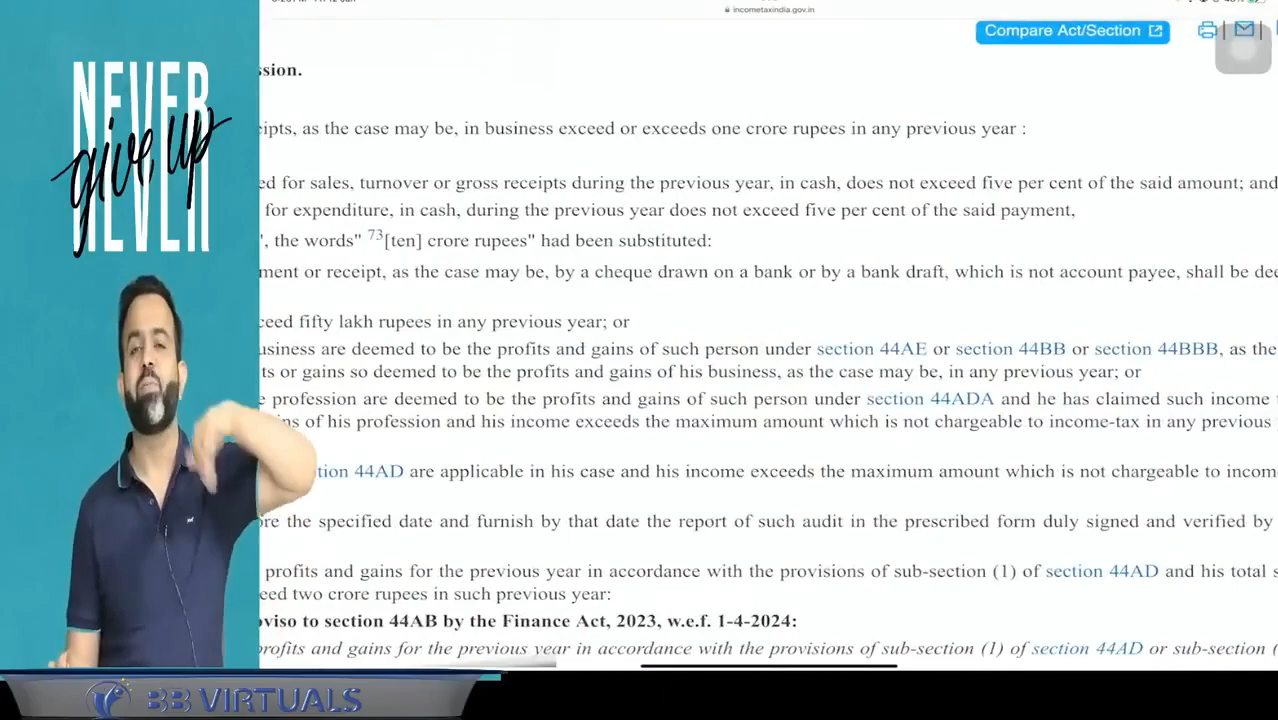 incometaxindia.gov.in
Compare Act/Section
NEVER
give up
NEVER
ssion.
eipts, as the case may be, in business exceed or exceeds one crore rupees in any previous year :
ed for sales, turnover or gross receipts during the previous year, in cash, does not exceed five per cent of the said amount; and
for expenditure, in cash, during the previous year does not exceed five per cent of the said payment,
", the words" 73[ten] crore rupees" had been substituted:
ment or receipt, as the case may be, by a cheque drawn on a bank or by a bank draft, which is not account payee, shall be dee
ceed fifty lakh rupees in any previous year; or
usiness are deemed to be the profits and gains of such person under section 44AE or section 44BB or section 44BBB, as the
ts or gains so deemed to be the profits and gains of his business, as the case may be, in any previous year; or
e profession are deemed to be the profits and gains of such person under section 44ADA and he has claimed such income
ns of his profession and his income exceeds the maximum amount which is not chargeable to income-tax in any previous
tion 44AD are applicable in his case and his income exceeds the maximum amount which is not chargeable to incom
ore the specified date and furnish by that date the report of such audit in the prescribed form duly signed and verified by
profits and gains for the previous year in accordance with the provisions of sub-section (1) of section 44AD and his total s
eed two crore rupees in such previous year:
oviso to section 44AB by the Finance Act, 2023, w.e.f. 1-4-2024:
profits and gains for the previous year in accordance with the provisions of sub-section (1) of section 44AD or sub-section (
BB VIRTUALS